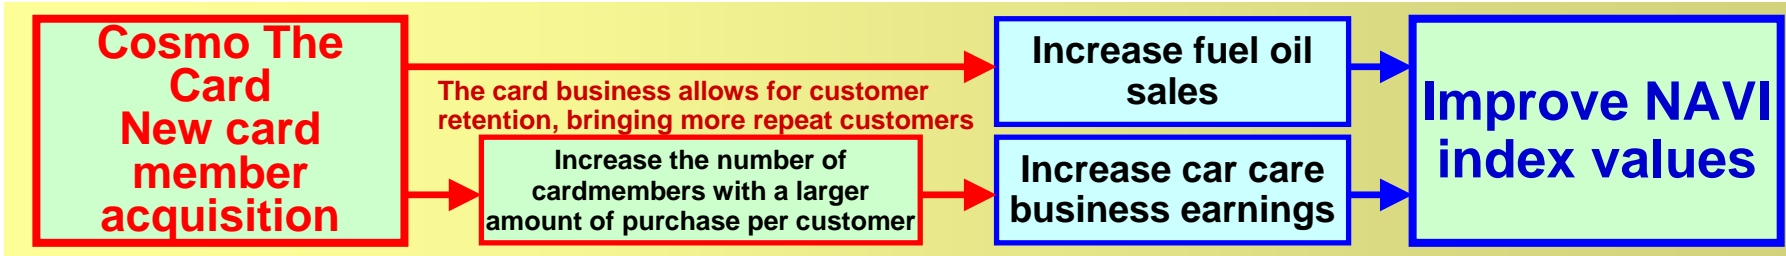 Cosmo The
Card
New card
member
acquisition
The card business allows for customer
retention, bringing more repeat customers
Increase the number of
cardmembers with a larger
amount of purchase per customer
Increase fuel oil
sales
Increase car care
business earnings
Improve NAVI
index values